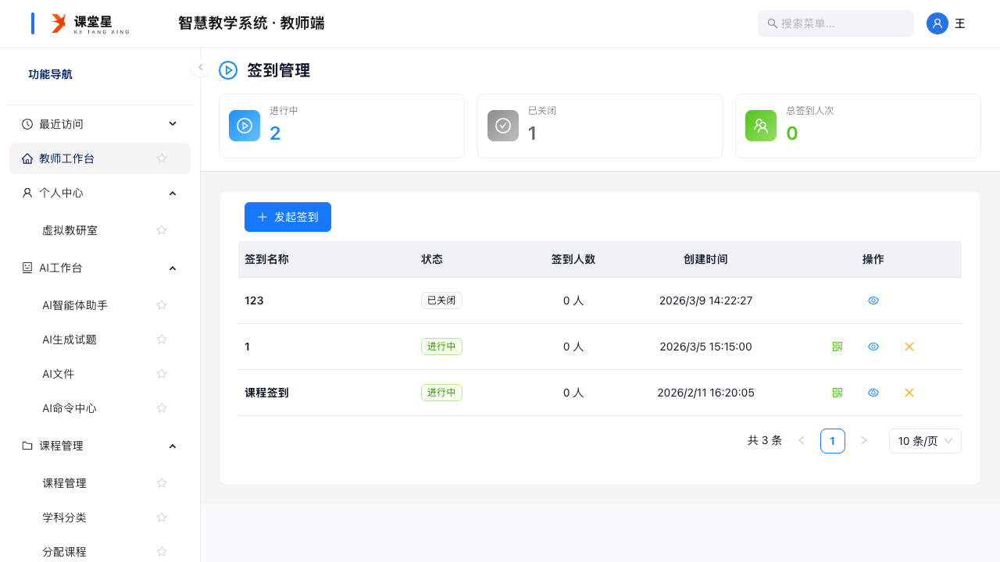 课堂星
KE TANG XING
智慧教学系统 · 教师端
搜索菜单...
王
功能导航
最近访问
教师工作台
个人中心
虚拟教研室
AI工作台
AI智能体助手
AI生成试题
AI文件
AI命令中心
课程管理
课程管理
学科分类
分配课程
签到管理
进行中
2
已关闭
1
总签到人次
0
发起签到
签到名称 状态 签到人数 创建时间 操作
123 已关闭 0 人 2026/3/9 14:22:27
1 进行中 0 人 2026/3/5 15:15:00
课程签到 进行中 0 人 2026/2/11 16:20:05
共 3 条 1 10 条/页